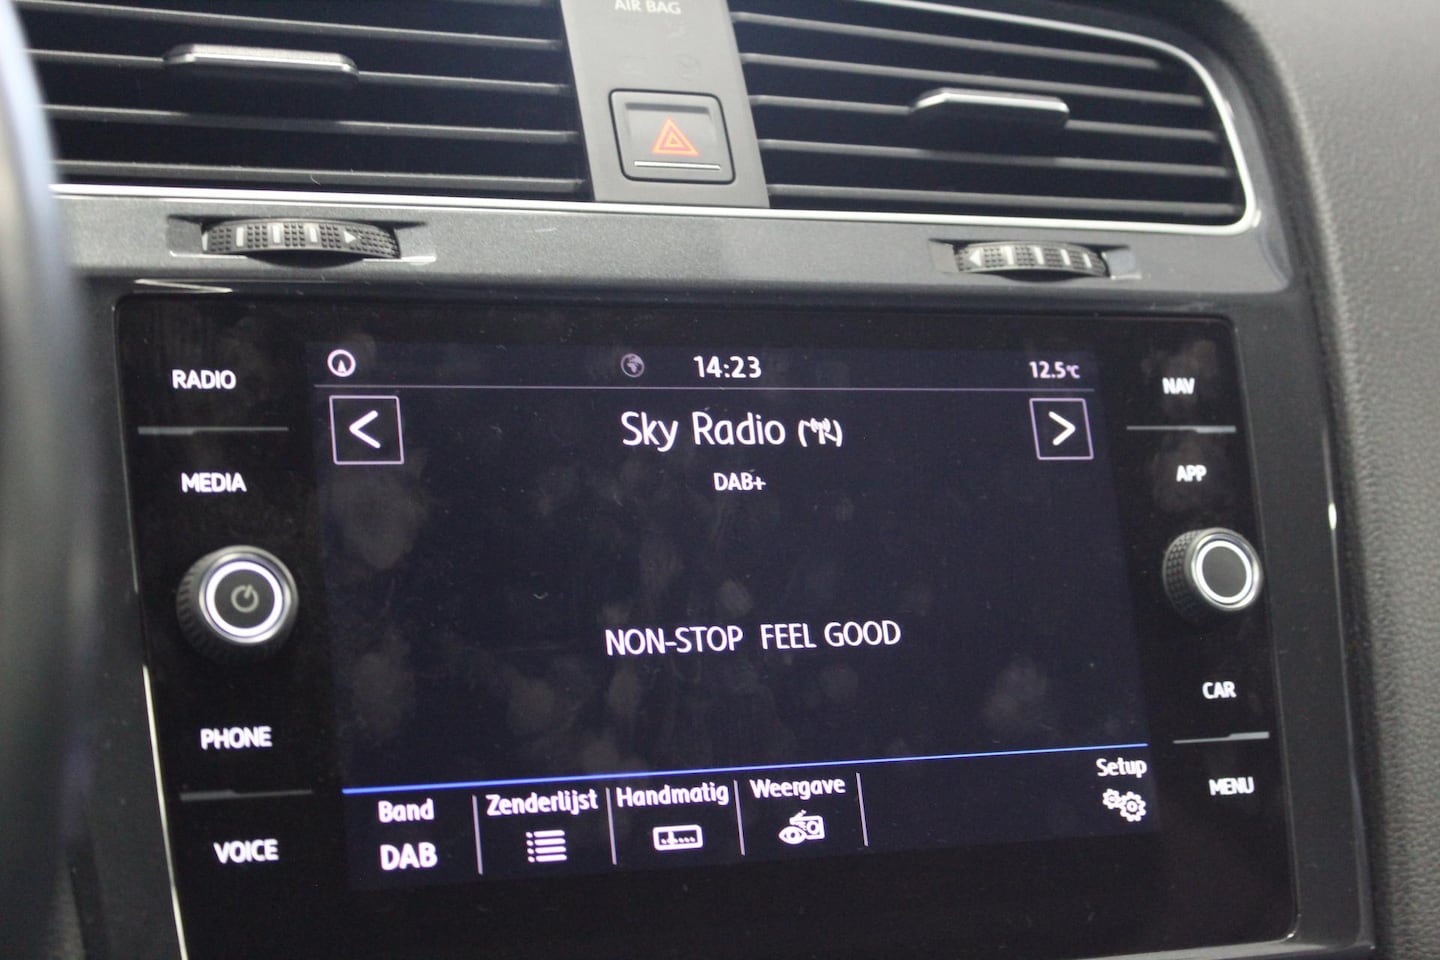 AIR BAG
RADIO
MEDIA
PHONE
VOICE
14:23
12.5°C
Sky Radio
DAB+
NON-STOP FEEL GOOD
Band
DAB
Zenderlijst
Handmatig
Weergave
Setup
NAV
APP
CAR
MENU